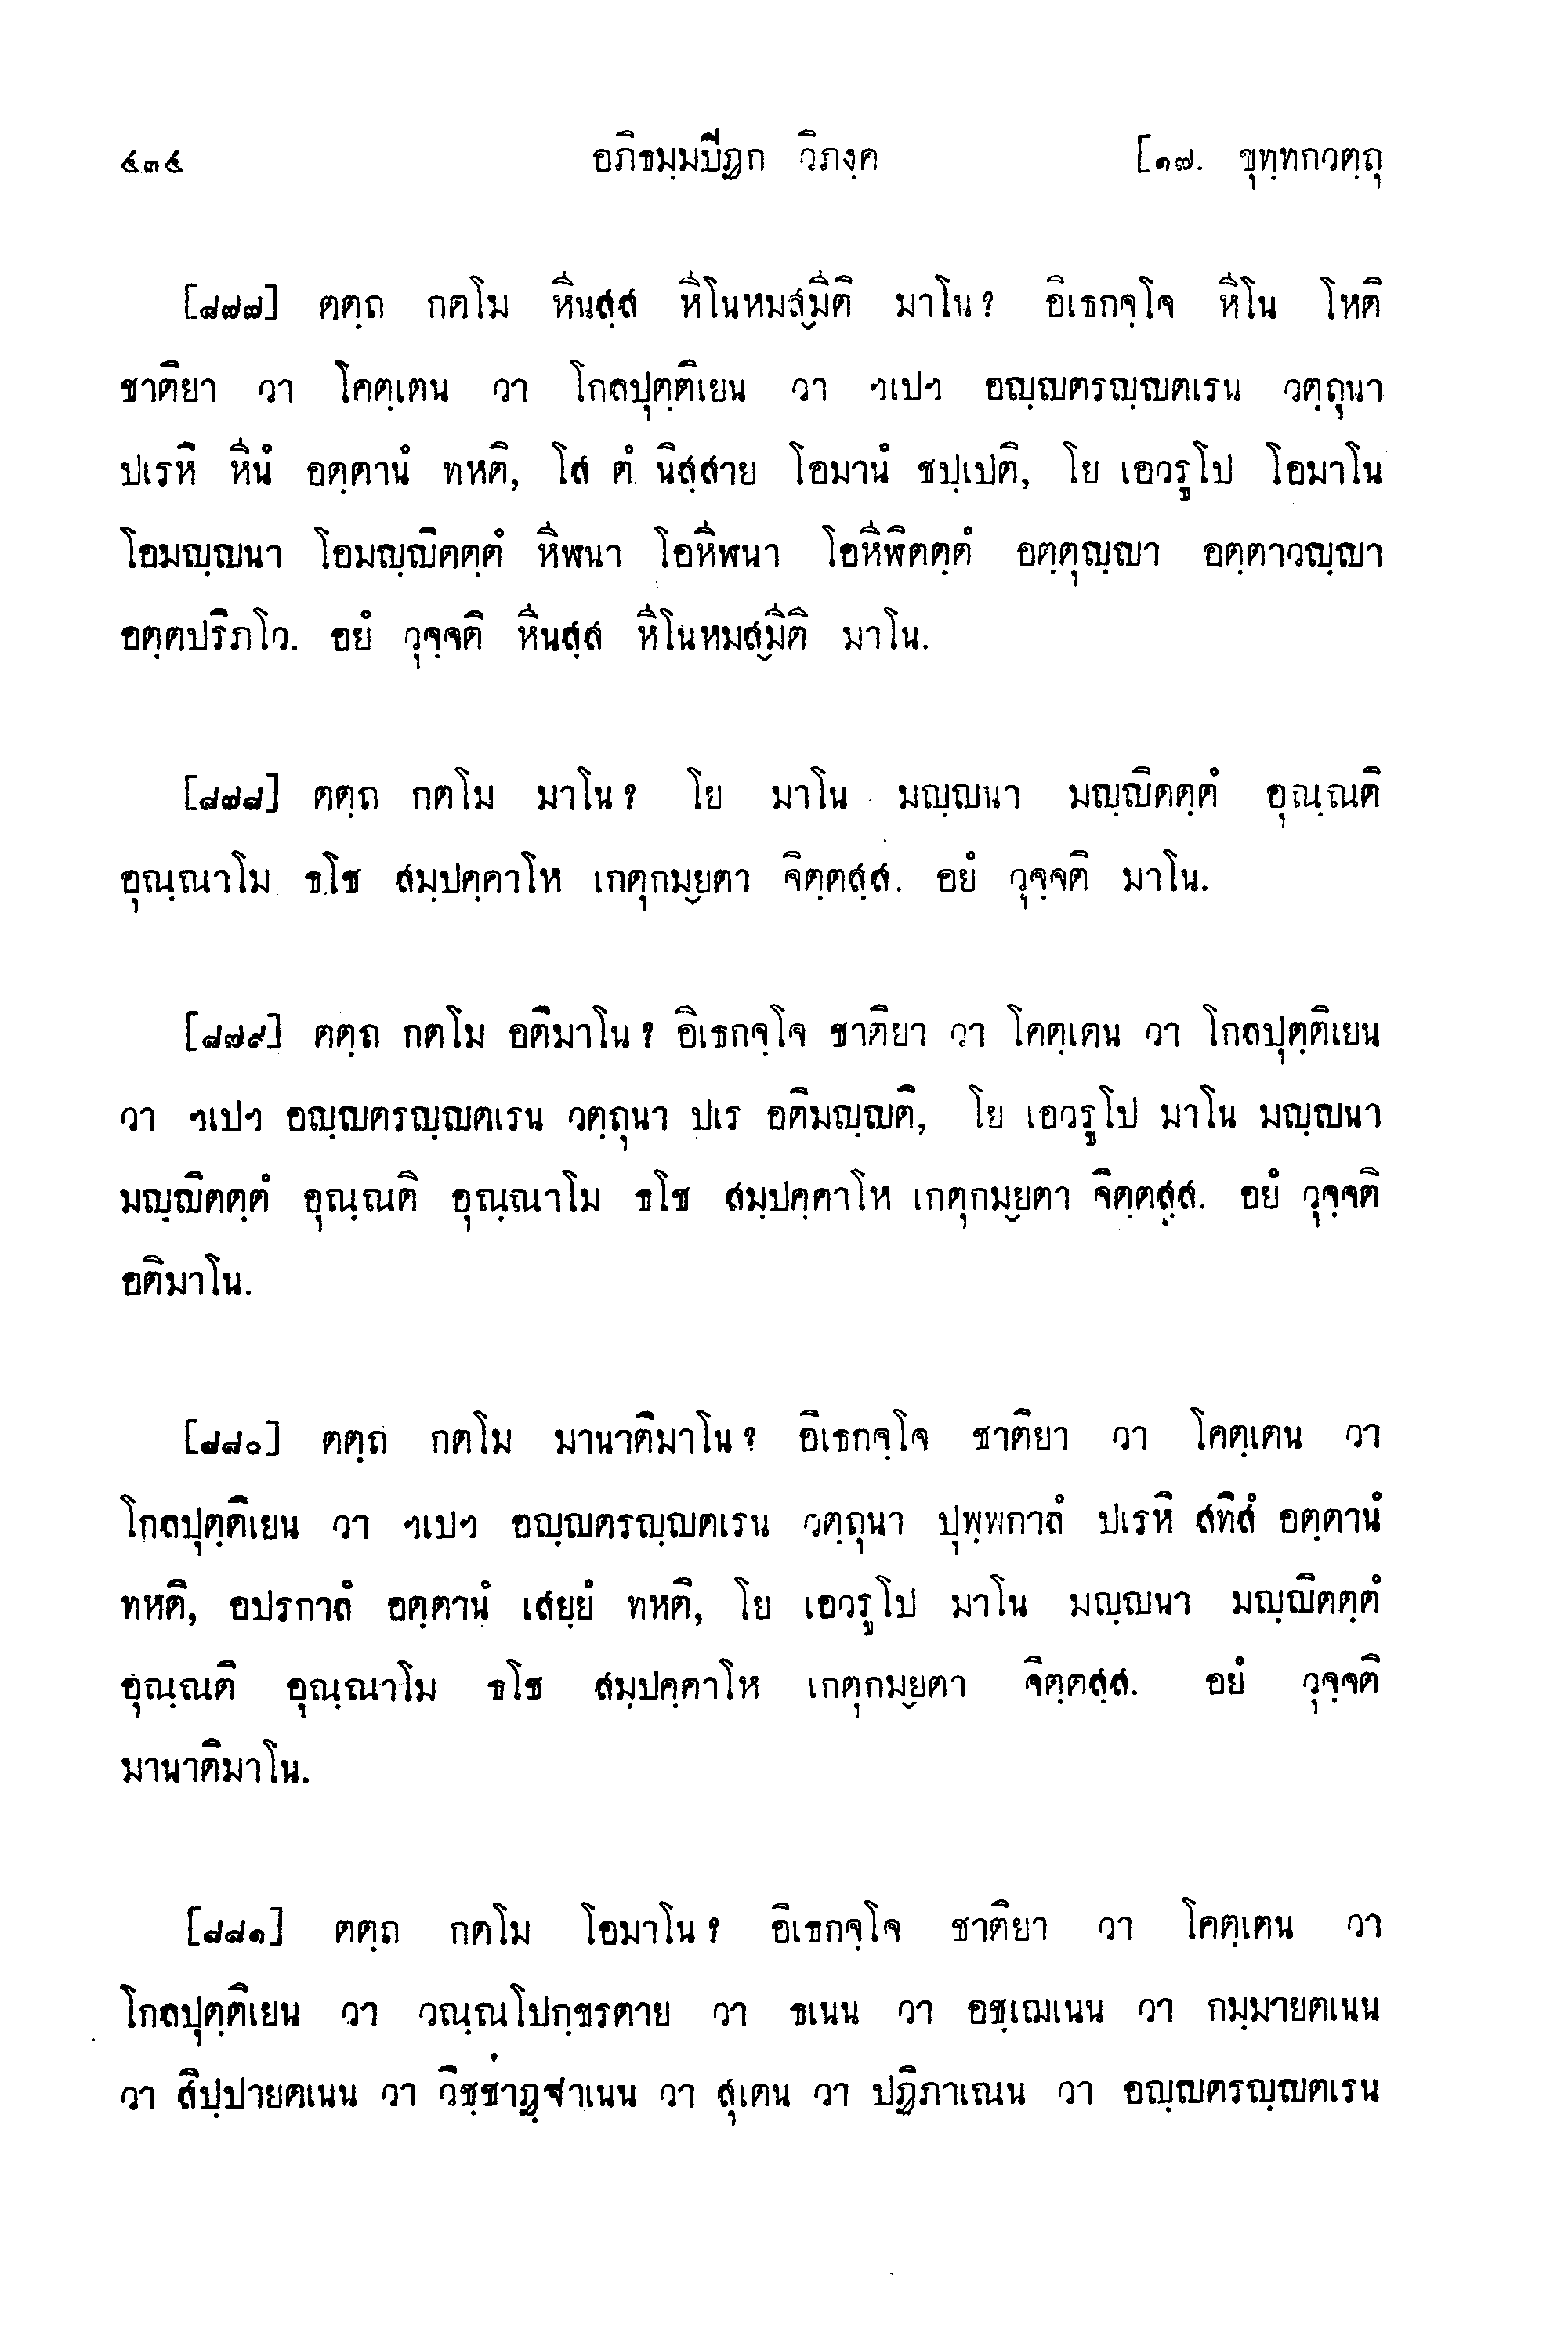 ๕๓๕ อภิธมฺมปีฏก วิภงฺค [๑๗. ขุทฺทกวตฺถุ
[๘๗๗] ตตฺถ กตโม หีนสฺส หีโนหมสฺมีติ มาโน? อิเธกจฺโจ หีโน โหติ
ชาติยา วา โคตฺเตน วา โกลปุตฺติเยน วา ฯเปฯ อญฺญตรญฺญตเรน วตฺถุนา
ปเรหิ หีนํ อตฺตานํ ทหติ, โส ตํ นิสฺสาย โอมานํ ชปฺเปติ, โย เอวรูโป โอมาโน
โอมญฺญนา โอมญฺญิตตฺตํ หีฬนา โอหีฬนา โอหีฬิตตฺตํ อตฺตุญฺญา อตฺตาวญฺญา
อตฺตปริภโว. อยํ วุจฺจติ หีนสฺส หีโนหมสฺมีติ มาโน.
[๘๗๘] ตตฺถ กตโม มาโน? โย มาโน มญฺญนา มญฺญิตตฺตํ อุณฺณติ
อุณฺณาโม ธโช สมฺปคฺคาโห เกตุกมฺยตา จิตฺตสฺส. อยํ วุจฺจติ มาโน.
[๘๗๙] ตตฺถ กตโม อติมาโน? อิเธกจฺโจ ชาติยา วา โคตฺเตน วา โกลปุตฺติเยน
วา ฯเปฯ อญฺญตรญฺญตเรน วตฺถุนา ปเร อติมญฺญติ, โย เอวรูโป มาโน มญฺญนา
มญฺญิตตฺตํ อุณฺณติ อุณฺณาโม ธโช สมฺปคฺคาโห เกตุกมฺยตา จิตฺตสฺส. อยํ วุจฺจติ
อติมาโน.
[๘๘๐] ตตฺถ กตโม มานาติมาโน? อิเธกจฺโจ ชาติยา วา โคตฺเตน วา
โกลปุตฺติเยน วา ฯเปฯ อญฺญตรญฺญตเรน วตฺถุนา ปุพฺพกาลํ ปเรหิ สทิสํ อตฺตานํ
ทหติ, อปรกาลํ อตฺตานํ เสยฺยํ ทหติ, โย เอวรูโป มาโน มญฺญนา มญฺญิตตฺตํ
อุณฺณติ อุณฺณาโม ธโช สมฺปคฺคาโห เกตุกมฺยตา จิตฺตสฺส. อยํ วุจฺจติ
มานาติมาโน.
[๘๘๑] ตตฺถ กตโม โอมาโน? อิเธกจฺโจ ชาติยา วา โคตฺเตน วา
โกลปุตฺติเยน วา วณฺณโปกฺขรตาย วา ธเนน วา อชฺเฌเนน วา กมฺมายตเนน
วา สิปฺปายตเนน วา วิชฺชาฏฺฐาเนน วา สุเตน วา ปฏิภาเณน วา อญฺญตรญฺญตเรน